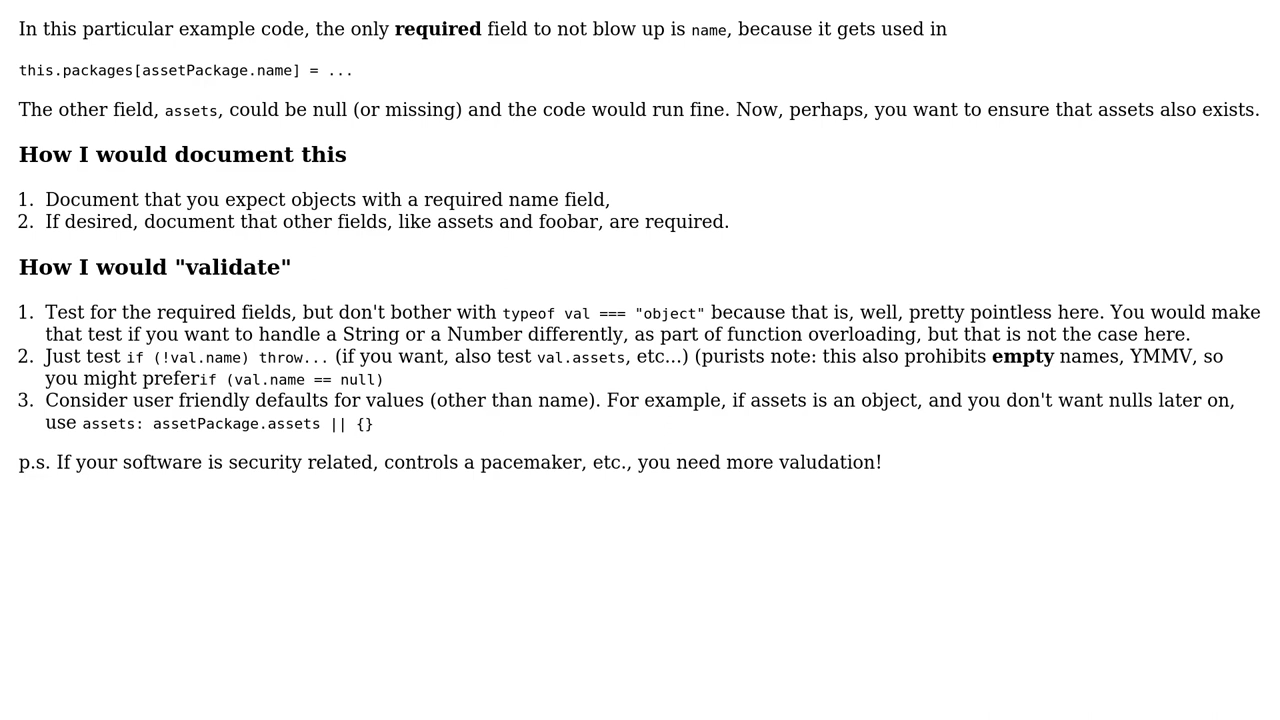 In this particular example code, the only required field to not blow up is name, because it gets used in
this.packages[assetPackage.name] = ...
The other field, assets, could be null (or missing) and the code would run fine. Now, perhaps, you want to ensure that assets also exists.
How I would document this
1. Document that you expect objects with a required name field,
2. If desired, document that other fields, like assets and foobar, are required.
How I would "validate"
1. Test for the required fields, but don't bother with typeof val === "object" because that is, well, pretty pointless here. You would make
that test if you want to handle a String or a Number differently, as part of function overloading, but that is not the case here.
2. Just test if (!val.name) throw... (if you want, also test val.assets, etc...) (purists note: this also prohibits empty names, YMMV, so
you might preferif (val.name == null)
3. Consider user friendly defaults for values (other than name). For example, if assets is an object, and you don't want nulls later on,
use assets: assetPackage.assets || {}
p.s. If your software is security related, controls a pacemaker, etc., you need more valudation!